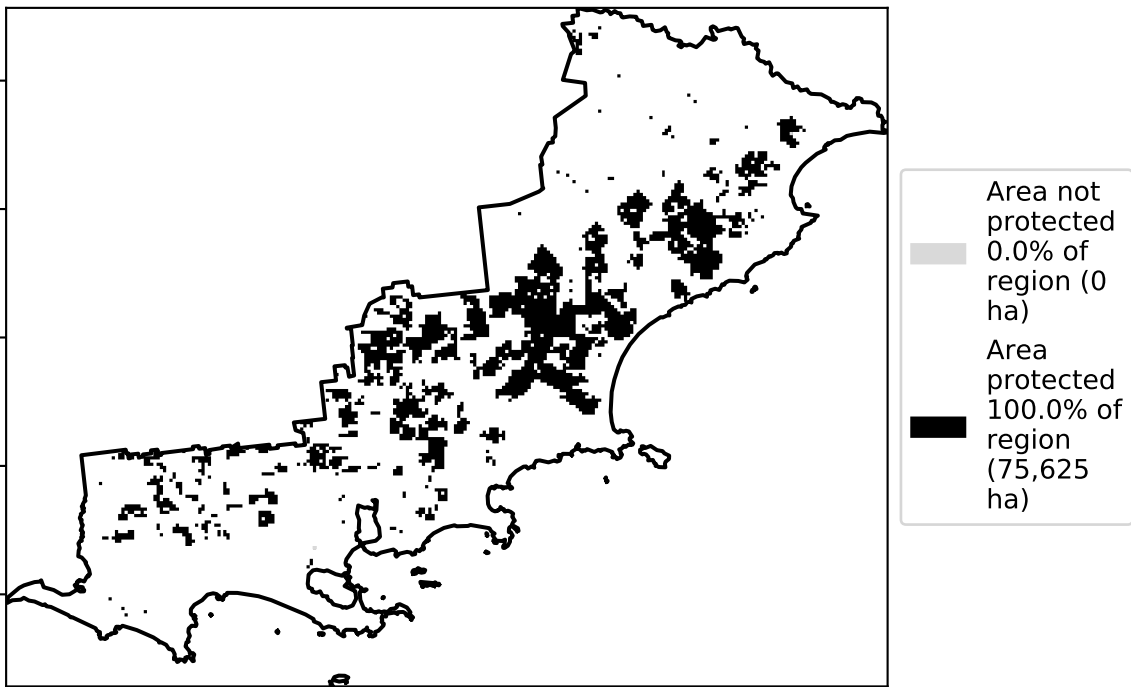 Area not
protected
0.0% of
region (0
ha)
Area
protected
100.0% of
region
(75,625
ha)